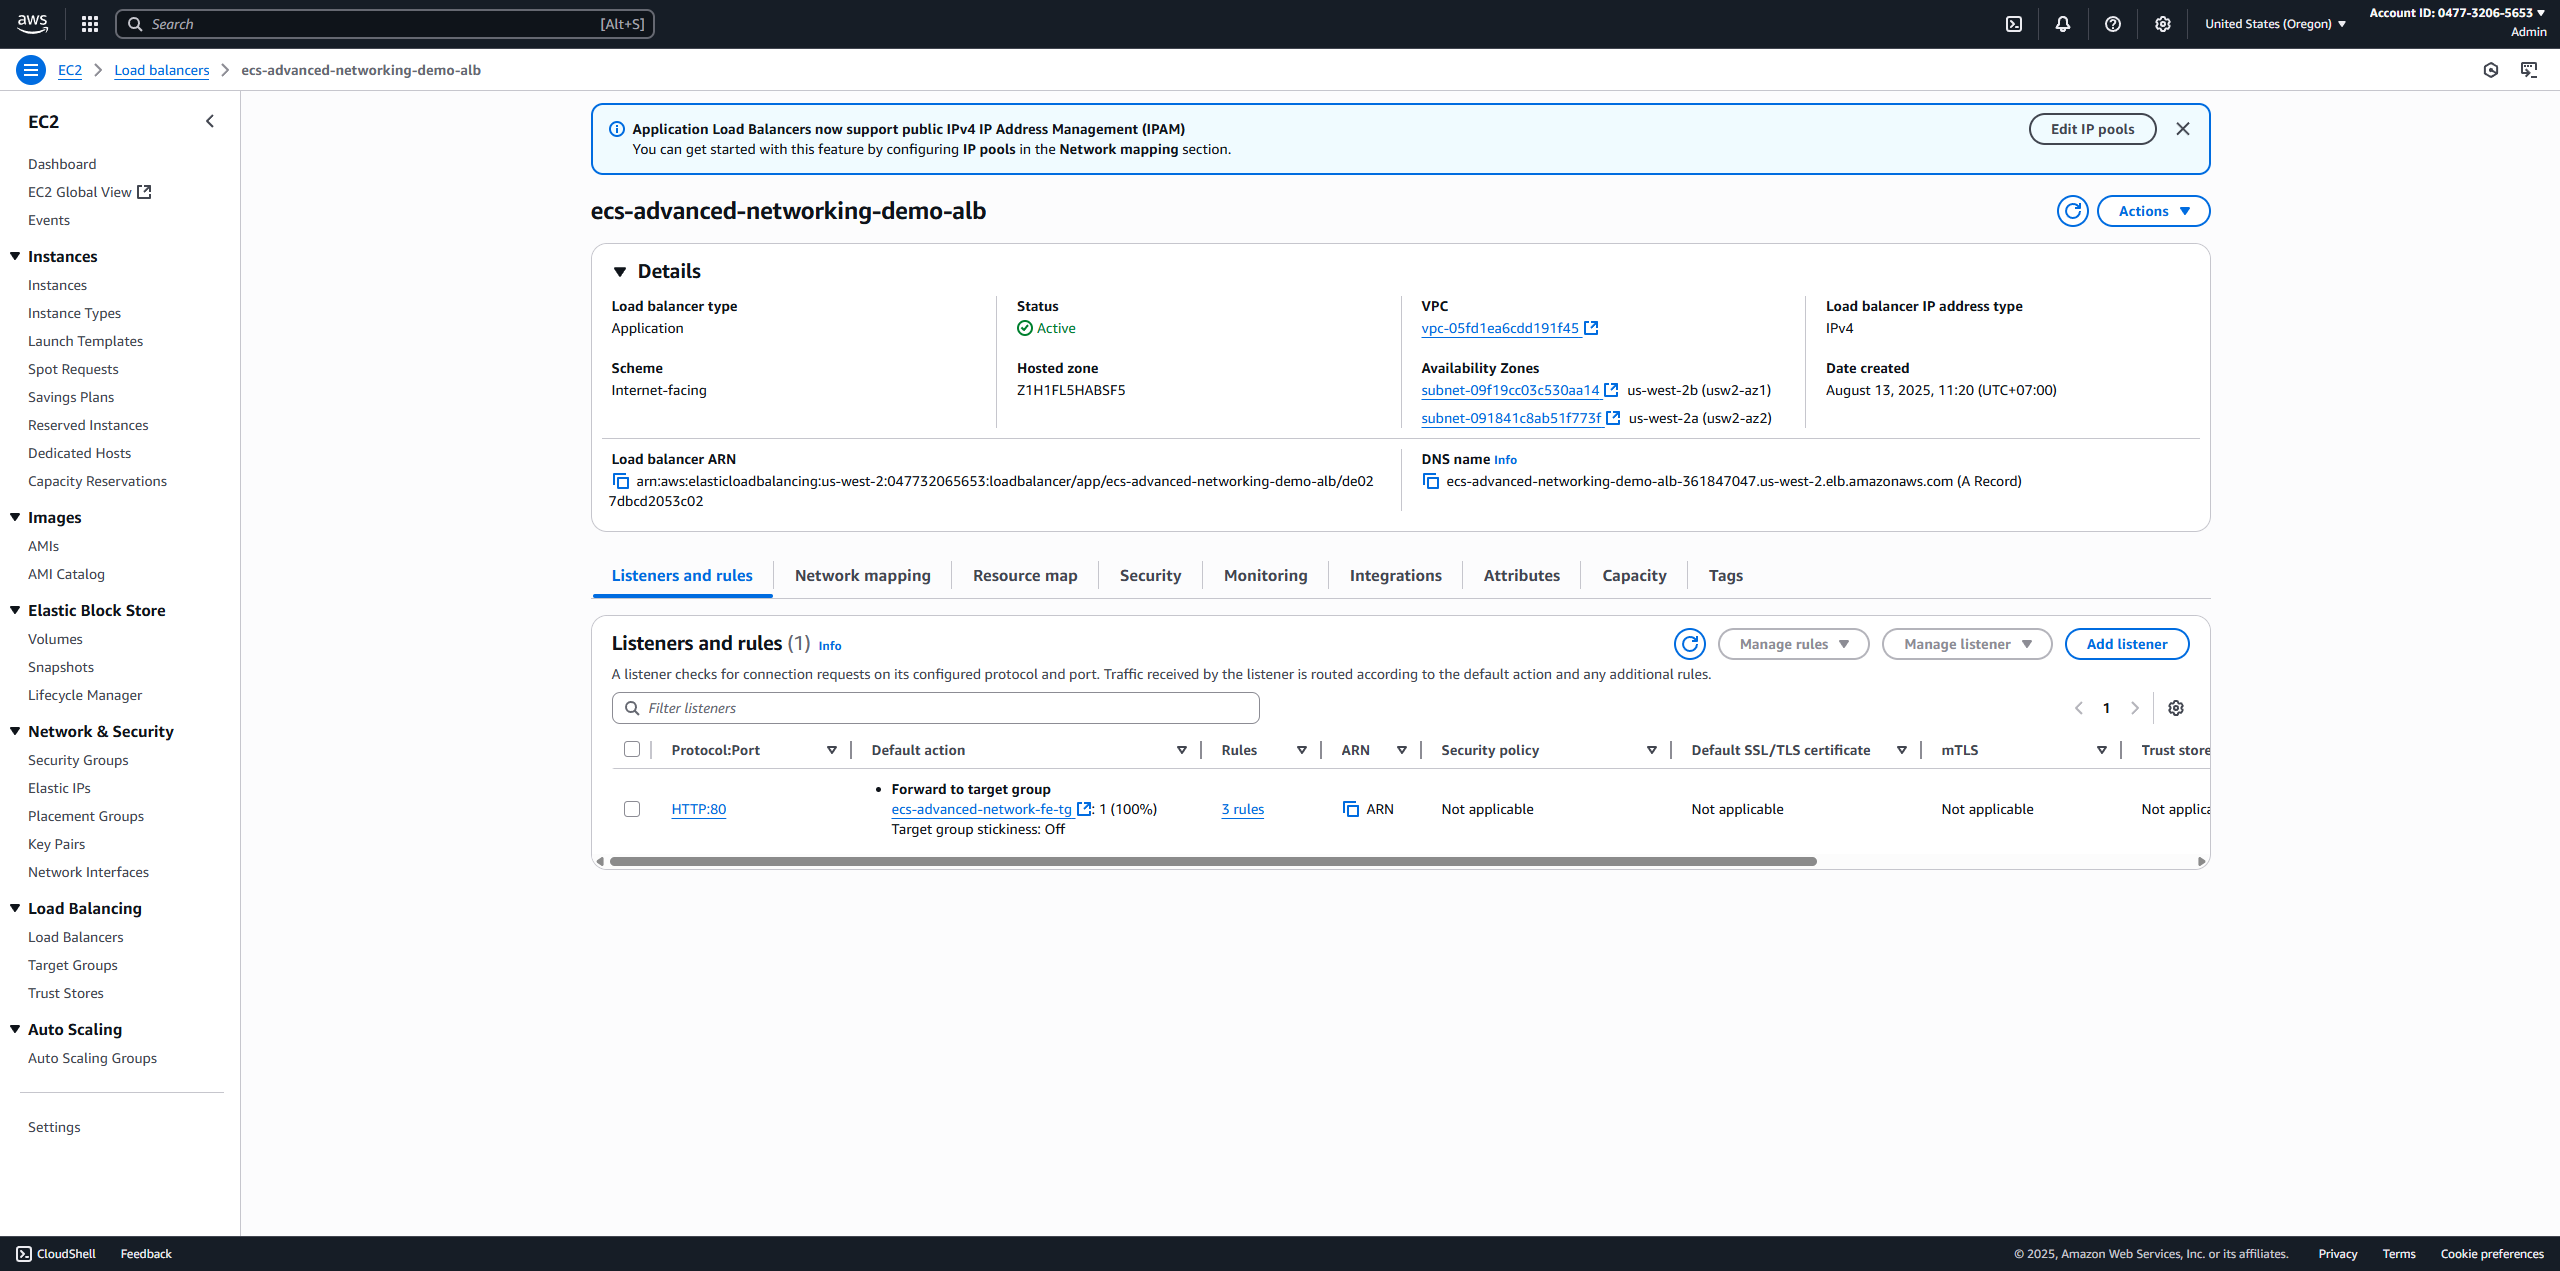 aws
Search [Alt+S]
United States (Oregon)
Account ID: 0477-3206-5653
Admin
EC2 Load balancers ecs-advanced-networking-demo-alb
EC2
Dashboard
EC2 Global View
Events
Instances
Instances
Instance Types
Launch Templates
Spot Requests
Savings Plans
Reserved Instances
Dedicated Hosts
Capacity Reservations
Images
AMIs
AMI Catalog
Elastic Block Store
Volumes
Snapshots
Lifecycle Manager
Network & Security
Security Groups
Elastic IPs
Placement Groups
Key Pairs
Network Interfaces
Load Balancing
Load Balancers
Target Groups
Trust Stores
Auto Scaling
Auto Scaling Groups
Settings
Application Load Balancers now support public IPv4 IP Address Management (IPAM)
You can get started with this feature by configuring IP pools in the Network mapping section.
Edit IP pools
ecs-advanced-networking-demo-alb
Actions
Details
Load balancer type
Application
Status
Active
VPC
vpc-05fd1ea6cdd191f45
Load balancer IP address type
IPv4
Scheme
Internet-facing
Hosted zone
Z1H1FL5HABSF5
Availability Zones
subnet-09f19cc03c530aa14 us-west-2b (usw2-az1)
subnet-091841c8ab51f773f us-west-2a (usw2-az2)
Date created
August 13, 2025, 11:20 (UTC+07:00)
Load balancer ARN
arn:aws:elasticloadbalancing:us-west-2:047732065653:loadbalancer/app/ecs-advanced-networking-demo-alb/de02
7dbcd2053c02
DNS name Info
ecs-advanced-networking-demo-alb-361847047.us-west-2.elb.amazonaws.com (A Record)
Listeners and rules Network mapping Resource map Security Monitoring Integrations Attributes Capacity Tags
Listeners and rules (1) Info
Manage rules Manage listener Add listener
A listener checks for connection requests on its configured protocol and port. Traffic received by the listener is routed according to the default action and any additional rules.
Filter listeners
1
Protocol:Port Default action Rules ARN Security policy Default SSL/TLS certificate mTLS Trust store
Forward to target group
HTTP:80 ecs-advanced-network-fe-tg : 1 (100%) 3 rules ARN Not applicable Not applicable Not applicable Not applica
Target group stickiness: Off
CloudShell Feedback
© 2025, Amazon Web Services, Inc. or its affiliates. Privacy Terms Cookie preferences